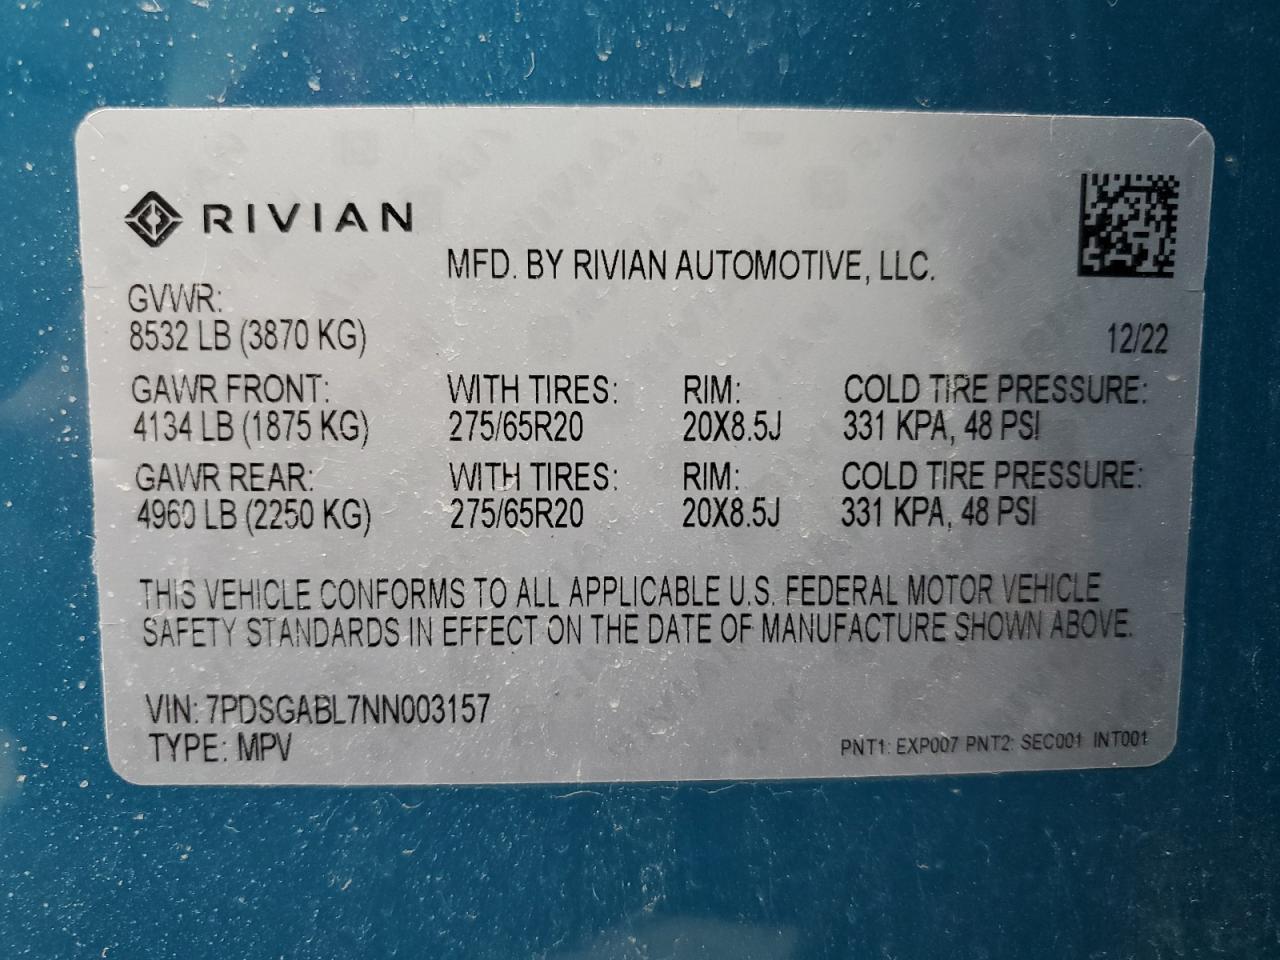 RIVIAN
MFD. BY RIVIAN AUTOMOTIVE, LLC.
GVWR:
8532 LB (3870 KG)
12/22
GAWR FRONT: WITH TIRES: RIM: COLD TIRE PRESSURE:
4134 LB (1875 KG) 275/65R20 20X8.5J 331 KPA, 48 PSI
GAWR REAR: WITH TIRES: RIM: COLD TIRE PRESSURE:
4960 LB (2250 KG) 275/65R20 20X8.5J 331 KPA, 48 PSI
THIS VEHICLE CONFORMS TO ALL APPLICABLE U.S. FEDERAL MOTOR VEHICLE
SAFETY STANDARDS IN EFFECT ON THE DATE OF MANUFACTURE SHOWN ABOVE.
VIN: 7PDSGABL7NN003157
TYPE: MPV
PNT1: EXP007 PNT2: SEC001 INT001